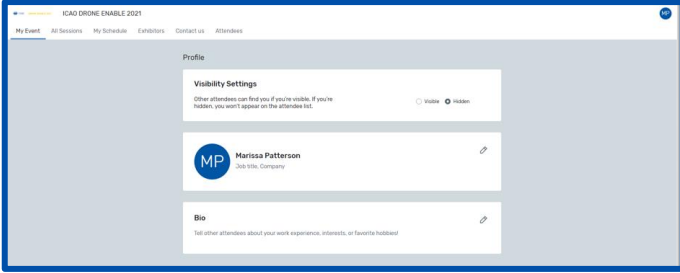 ICAO DRONE ENABLE 2021
MP
My Event All Sessions My Schedule Exhibitors Contact us Attendees
Profile
Visibility Settings
Other attendees can find you if you're visible. If you're
hidden, you won't appear on the attendee list.
Visible Hidden
MP
Marissa Patterson
Job title, Company
Bio
Tell other attendees about your work experience, interests, or favorite hobbies!